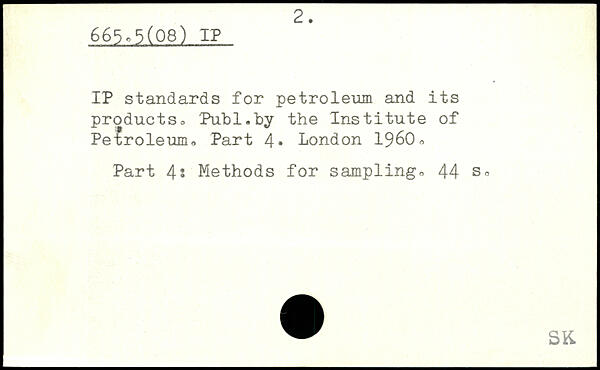 2.
665.5(08) IP
IP standards for petroleum and its
products. Publ.by the Institute of
Petroleum. Part 4. London 1960.
Part 4: Methods for sampling. 44 s.
SK